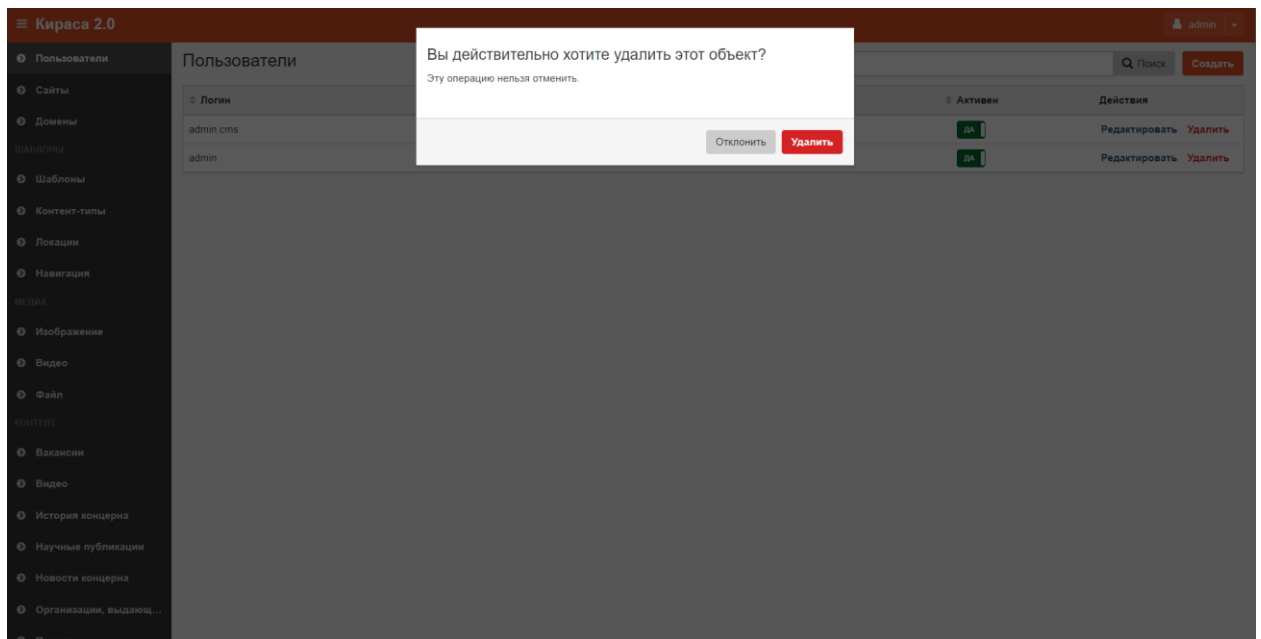 Кираса 2.0
admin
Пользователи
Сайты
Домены
ШАБЛОНЫ
Шаблоны
Контент-типы
Локации
Навигация
МЕДИА
Изображение
Видео
Файл
КОНТЕНТ
Вакансии
Видео
История концерна
Научные публикации
Новости концерна
Организации, выдающ...
Пользователи
Поиск
Создать
Логин
Активен
Действия
admin cms
ДА
Редактировать Удалить
admin
ДА
Редактировать Удалить
Вы действительно хотите удалить этот объект?
Эту операцию нельзя отменить.
Отклонить
Удалить